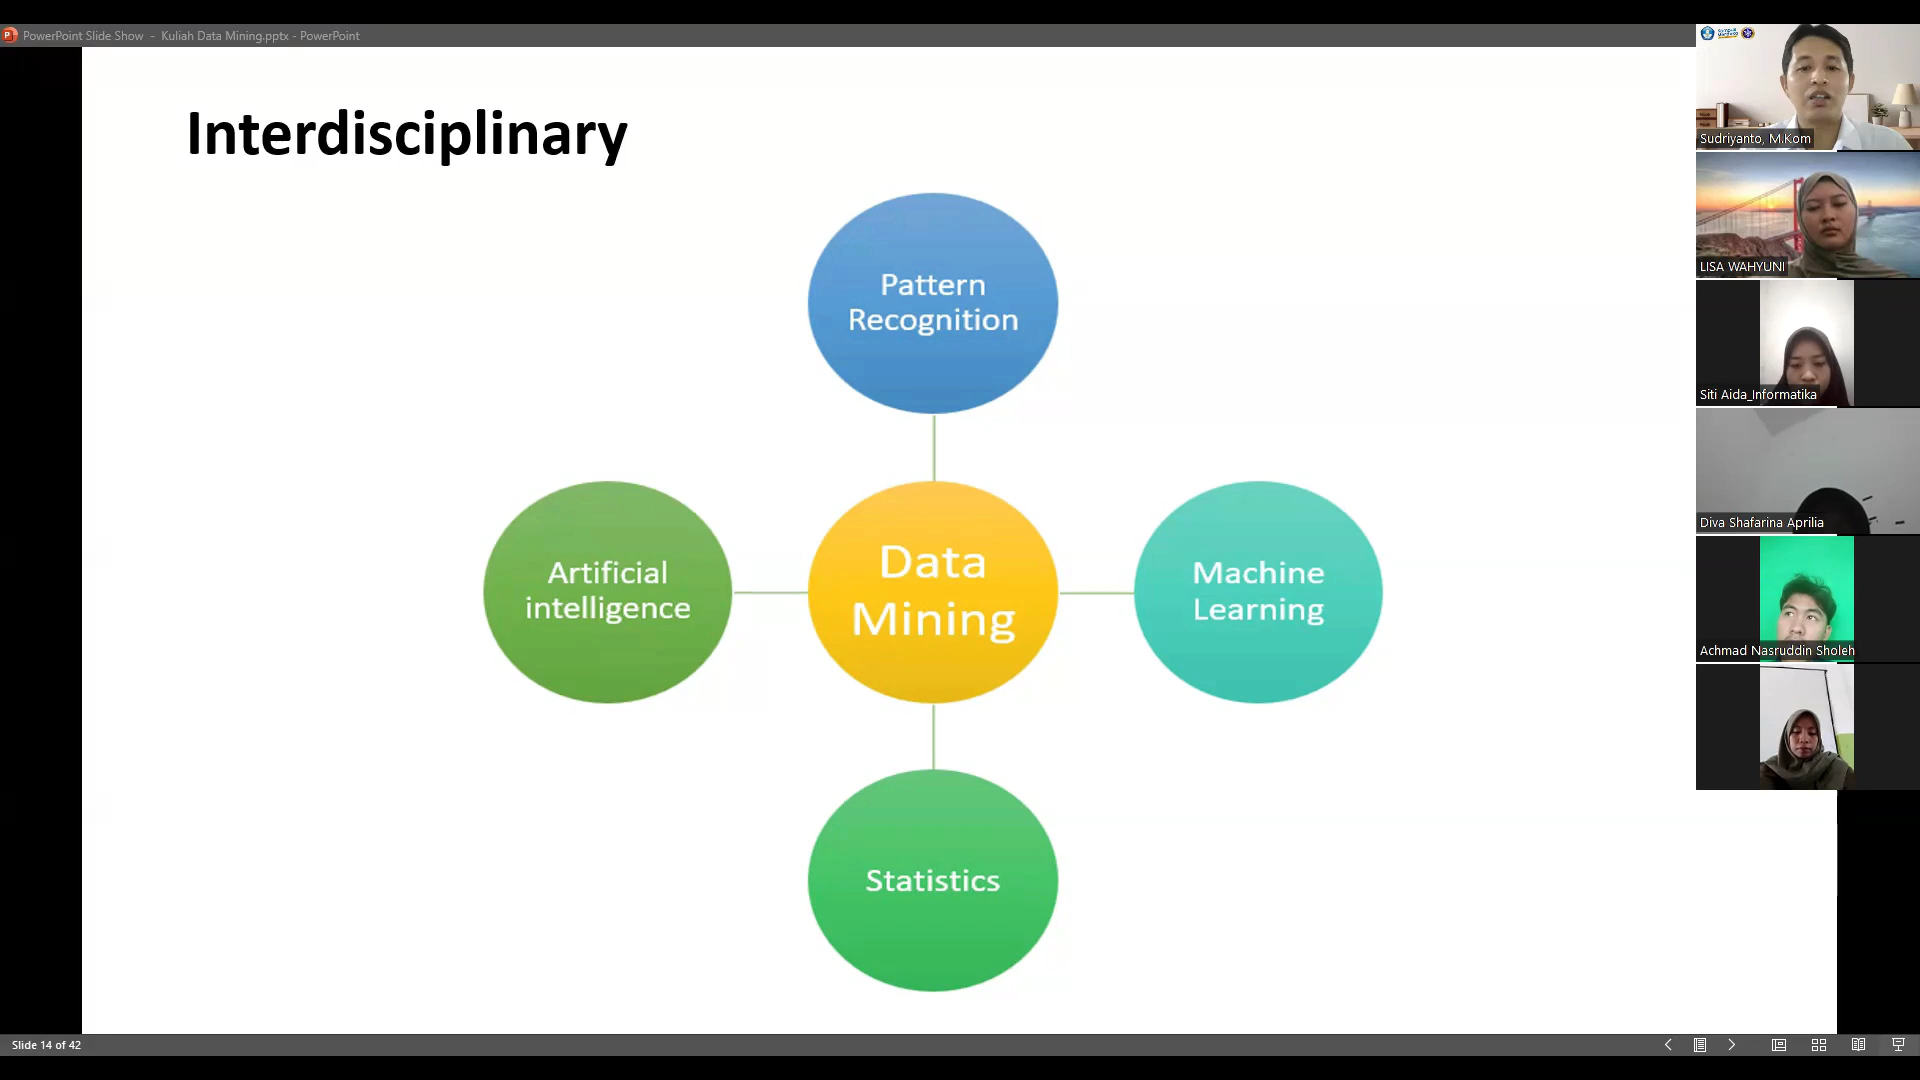 PowerPoint Slide Show - Kuliah Data Mining.pptx - PowerPoint
Interdisciplinary
Pattern
Recognition
Artificial
intelligence
Data
Mining
Machine
Learning
Statistics
Sudriyanto, M.Kom
LISA WAHYUNI
Siti Aida_Informatika
Diva Shafarina Aprilia
Achmad Nasruddin Sholeh
Slide 14 of 42